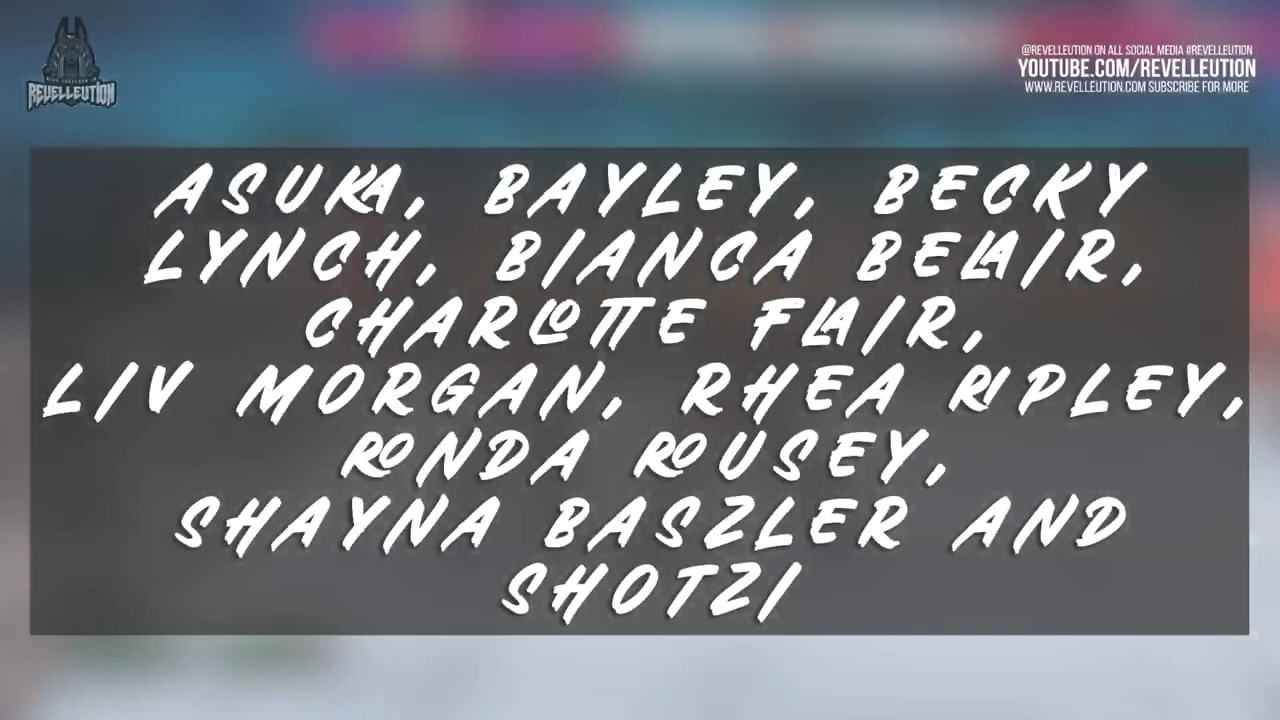 REVELLEUTION
@REVELLEUTION ON ALL SOCIAL MEDIA #REVELLEUTION
YOUTUBE.COM/REVELLEUTION
WWW.REVELLEUTION.COM SUBSCRIBE FOR MORE
ASUKA, BAYLEY, BECKY
LYNCH, BIANCA BELAIR,
CHARLOTTE FLAIR,
LIV MORGAN, RHEA RIPLEY,
RONDA ROUSEY,
SHAYNA BASZLER AND
SHOTZI